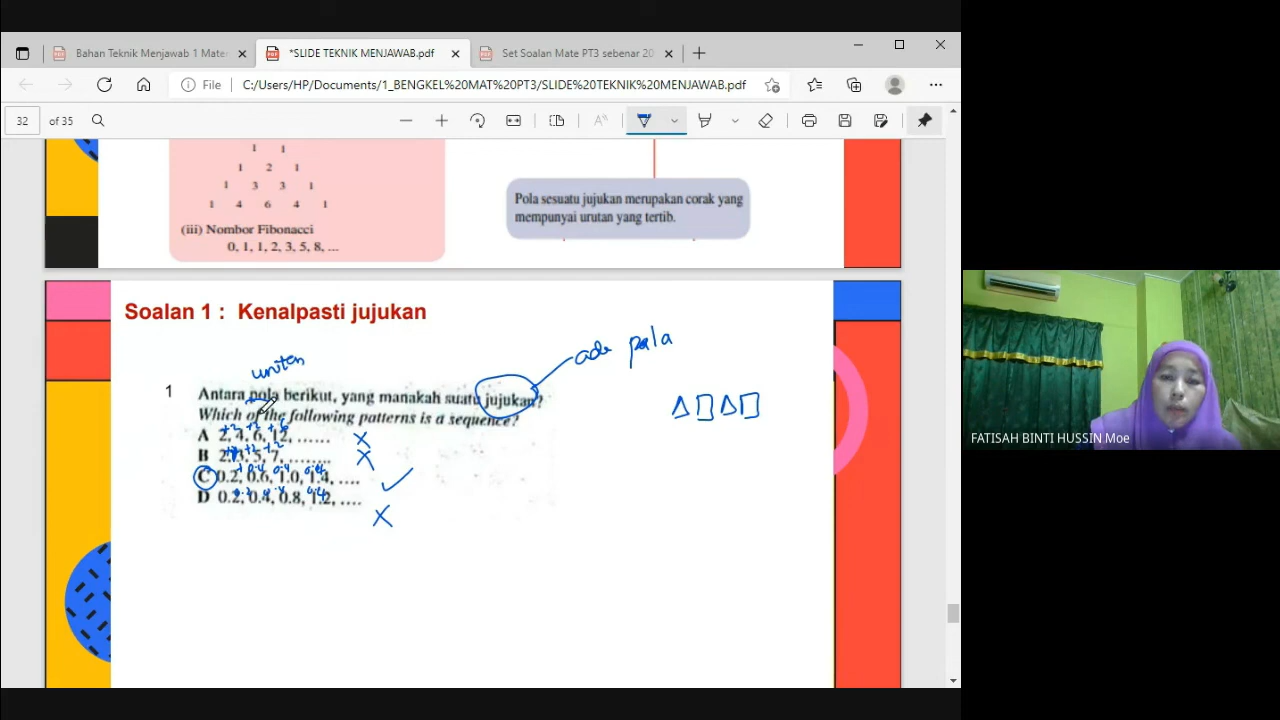 Bahan Teknik Menjawab 1 Mate
*SLIDE TEKNIK MENJAWAB.pdf
Set Soalan Mate PT3 sebenar 20
File
C:/Users/HP/Documents/1_BENGKEL%20MAT%20PT3/SLIDE%20TEKNIK%20MENJAWAB.pdf
32 of 35
1 1
1 2 1
1 3 3 1
1 4 6 4 1
(iii) Nombor Fibonacci
0, 1, 1, 2, 3, 5, 8, ...
Pola sesuatu jujukan merupakan corak yang
mempunyai urutan yang tertib.
Soalan 1 : Kenalpasti jujukan
ada pola
1 Antara pola berikut, yang manakah suatu jujukan?
Which of the following patterns is a sequence?
+2 +2 +6
A 2, 4, 6, 12, ......
B 2, 3, 5, 7, ........
C 0.2, 0.6, 1.0, 1.4, ....
D 0.2, 0.4, 0.8, 1.2, ....
FATISAH BINTI HUSSIN Moe